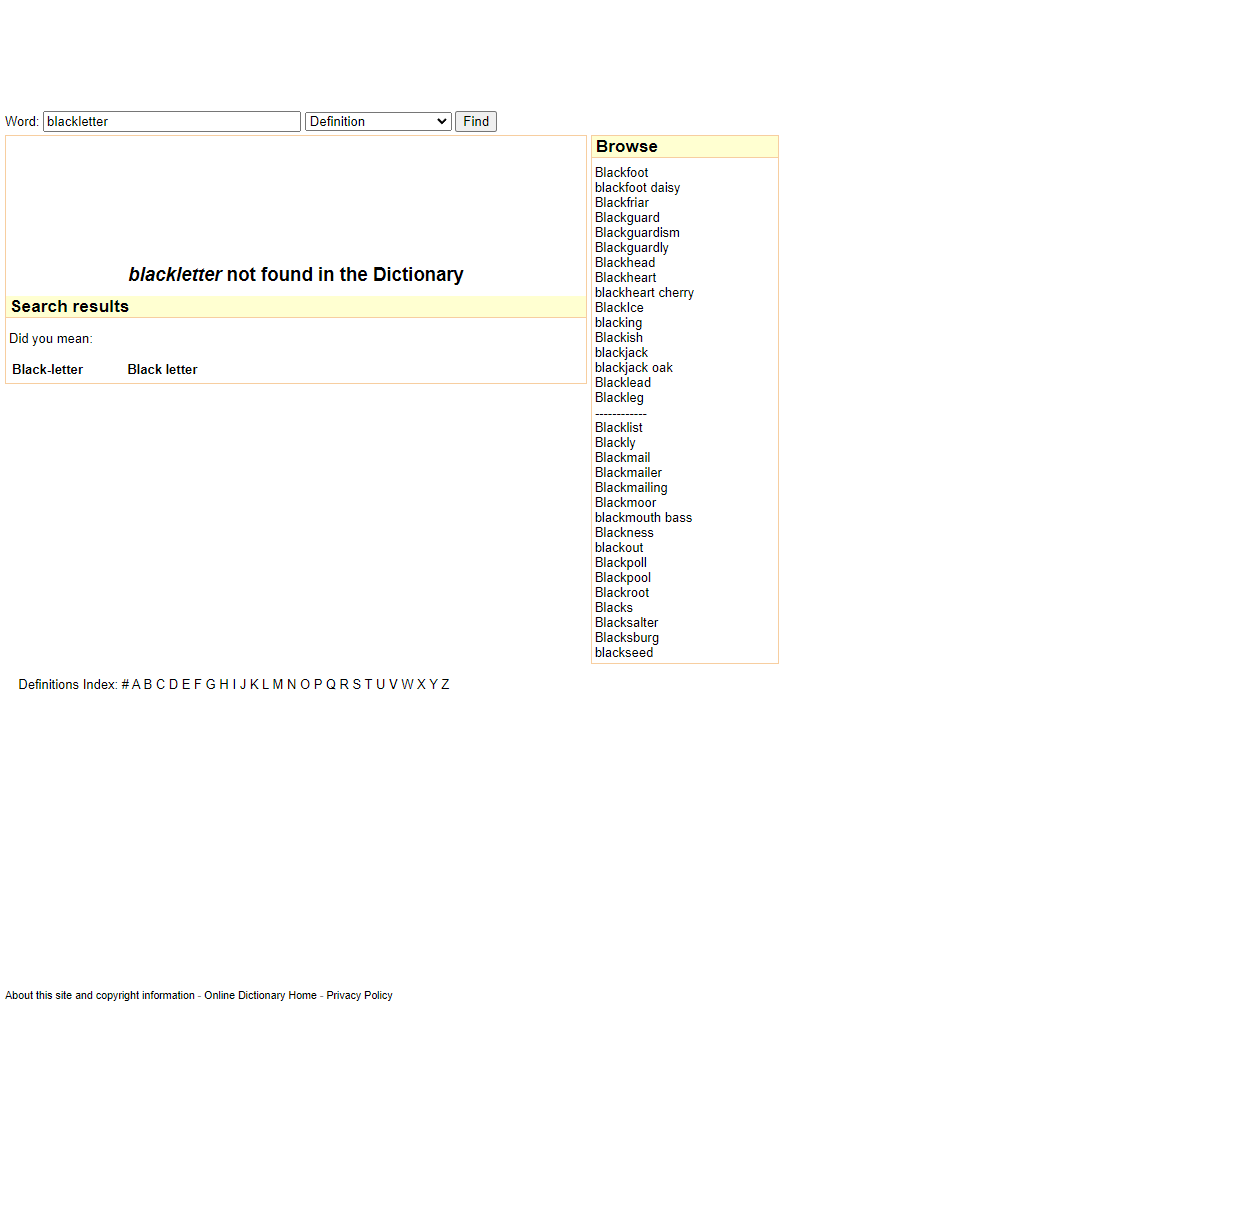 Word: blackletter Definition Find
blackletter not found in the Dictionary
Search results
Did you mean:
Black-letter Black letter
Browse
Blackfoot
blackfoot daisy
Blackfriar
Blackguard
Blackguardism
Blackguardly
Blackhead
Blackheart
blackheart cherry
BlackIce
blacking
Blackish
blackjack
blackjack oak
Blacklead
Blackleg
------------
Blacklist
Blackly
Blackmail
Blackmailer
Blackmailing
Blackmoor
blackmouth bass
Blackness
blackout
Blackpoll
Blackpool
Blackroot
Blacks
Blacksalter
Blacksburg
blackseed
Definitions Index: # A B C D E F G H I J K L M N O P Q R S T U V W X Y Z
About this site and copyright information - Online Dictionary Home - Privacy Policy